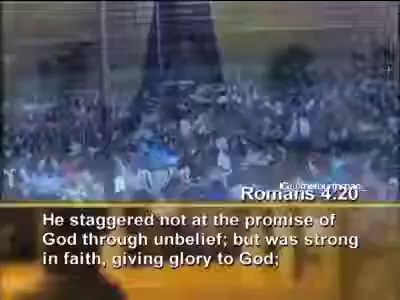 Romans 4.20
He staggered not at the promise of
God through unbelief; but was strong
in faith, giving glory to God;